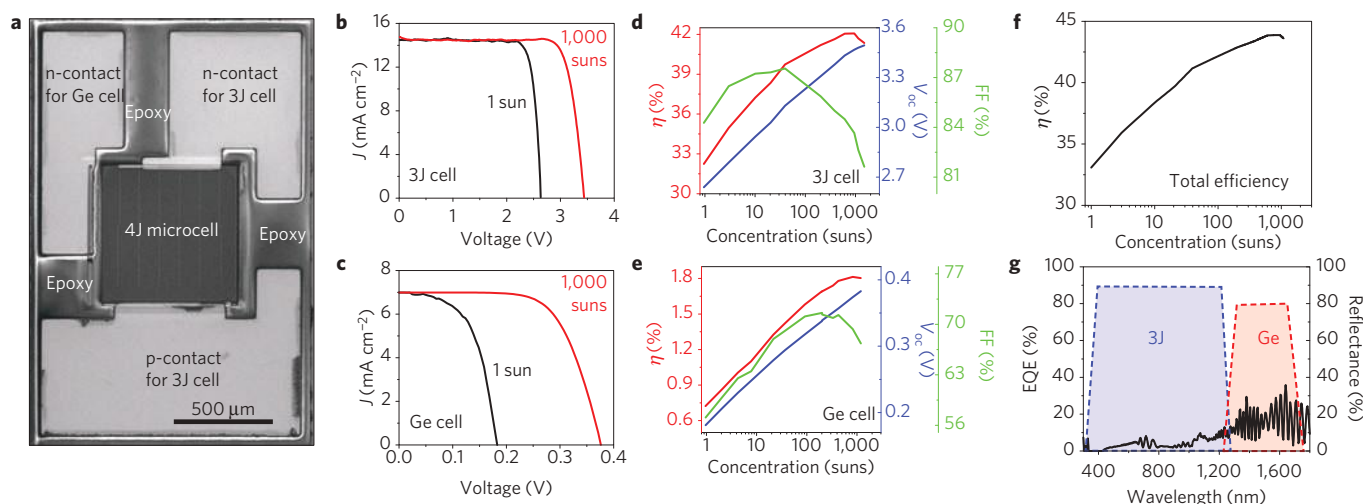 a
n-contact
for Ge cell
n-contact
for 3J cell
Epoxy
4J microcell
Epoxy
Epoxy
p-contact
for 3J cell
500 μm
b
J (mA cm⁻²)
16
12
8
4
0
1,000
suns
1 sun
3J cell
0 1 2 3 4
Voltage (V)
c
J (mA cm⁻²)
8
6
4
2
0
1,000
suns
1 sun
Ge cell
0.0 0.1 0.2 0.3 0.4
Voltage (V)
d
η (%)
42
39
36
33
30
3J cell
1 10 100 1,000
Concentration (suns)
3.6
3.3
3.0
2.7
Voc (V)
90
87
84
81
FF (%)
e
η (%)
1.8
1.5
1.2
0.9
0.6
Ge cell
1 10 100 1,000
Concentration (suns)
0.4
0.3
0.2
Voc (V)
77
70
63
56
FF (%)
f
η (%)
45
40
35
30
Total efficiency
1 10 100 1,000
Concentration (suns)
g
EQE (%)
100
80
60
40
20
0
3J
Ge
400 800 1,200 1,600
Wavelength (nm)
100
80
60
40
20
0
Reflectance (%)